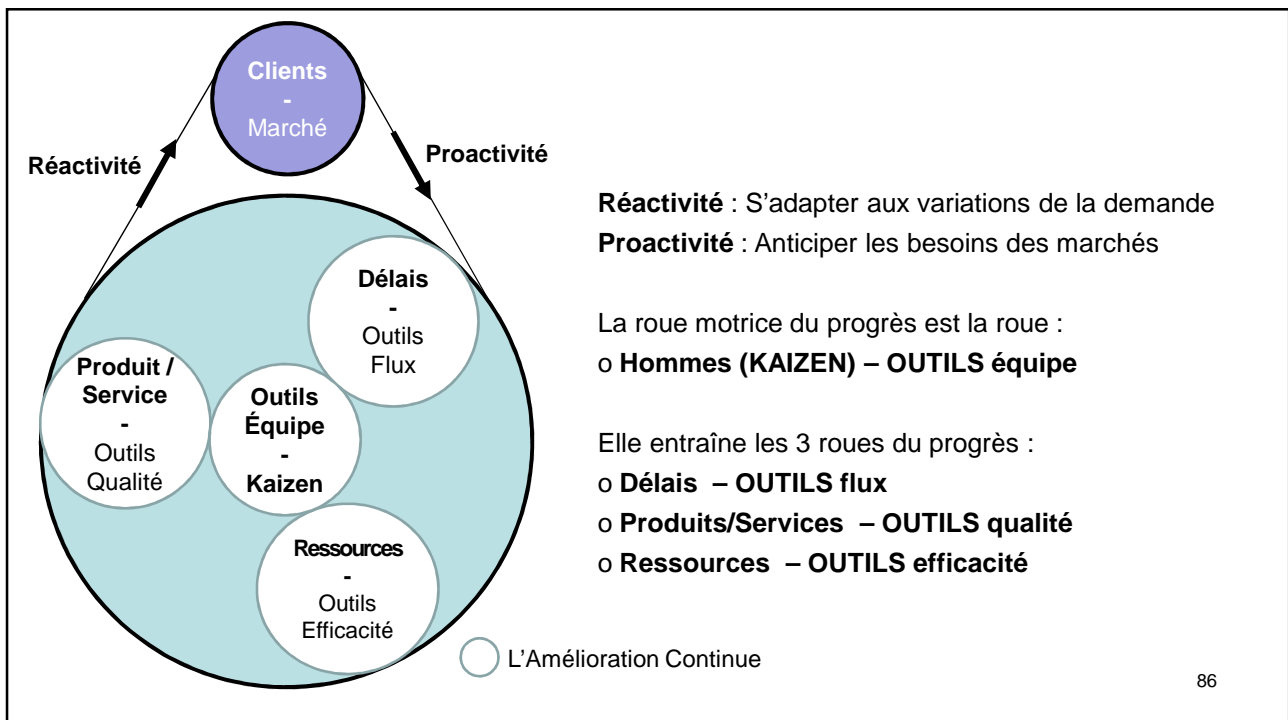 Clients
-
Marché
Réactivité
Proactivité
Délais
-
Outils
Flux
Produit /
Service
-
Outils
Qualité
Outils
Équipe
-
Kaizen
Ressources
-
Outils
Efficacité
L'Amélioration Continue
Réactivité : S'adapter aux variations de la demande
Proactivité : Anticiper les besoins des marchés
La roue motrice du progrès est la roue :
o Hommes (KAIZEN) – OUTILS équipe
Elle entraîne les 3 roues du progrès :
o Délais – OUTILS flux
o Produits/Services – OUTILS qualité
o Ressources – OUTILS efficacité
86